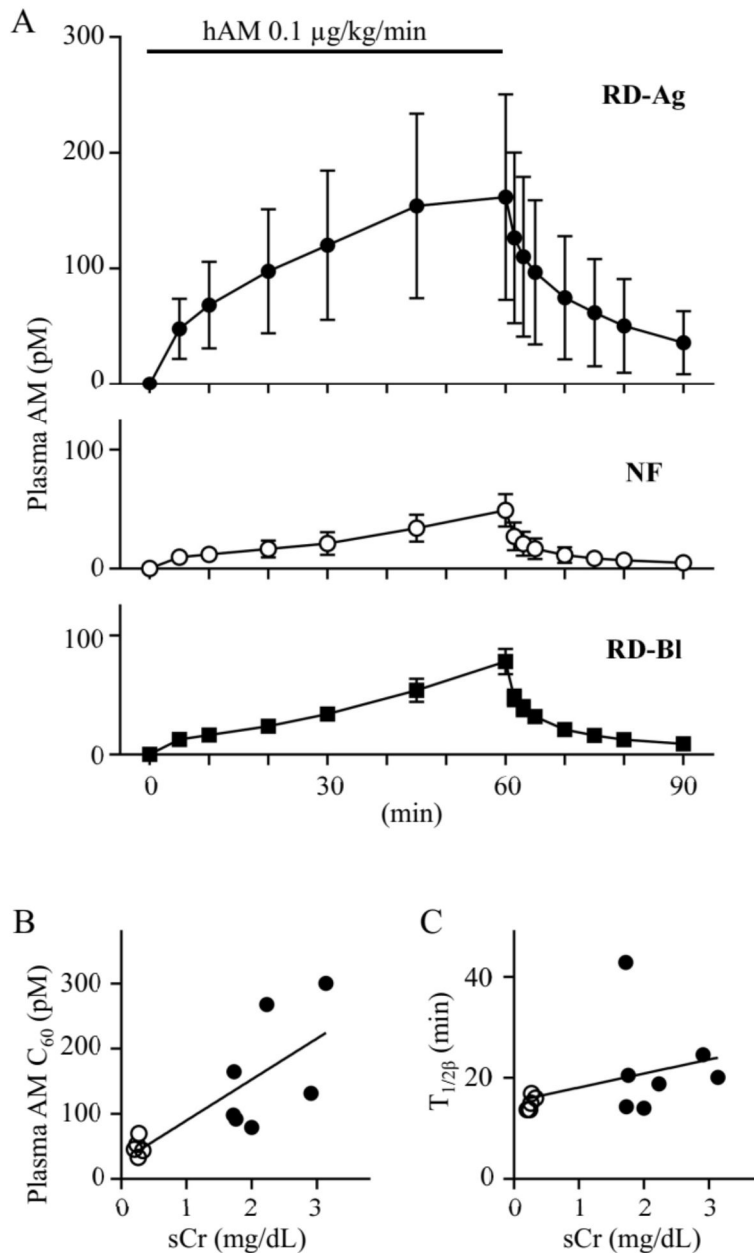 A
hAM 0.1 µg/kg/min
300
RD-Ag
200
100
0
Plasma AM (pM)
100
NF
0
100
RD-Bl
0
0 30 60 90
(min)
B
Plasma AM C60 (pM)
300
200
100
0
0 1 2 3
sCr (mg/dL)
C
T1/2β (min)
40
20
0
0 1 2 3
sCr (mg/dL)